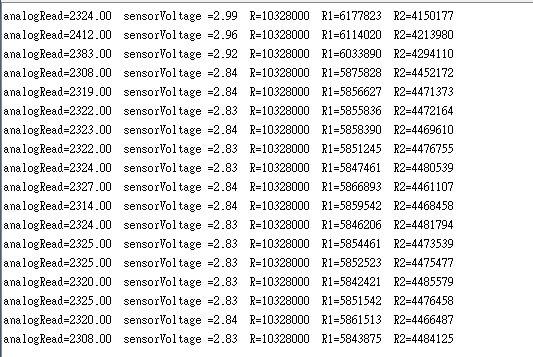 analogRead=2324.00  sensorVoltage =2.99  R=10328000  R1=6177823  R2=4150177
analogRead=2412.00  sensorVoltage =2.96  R=10328000  R1=6114020  R2=4213980
analogRead=2383.00  sensorVoltage =2.92  R=10328000  R1=6033890  R2=4294110
analogRead=2308.00  sensorVoltage =2.84  R=10328000  R1=5875828  R2=4452172
analogRead=2319.00  sensorVoltage =2.84  R=10328000  R1=5856627  R2=4471373
analogRead=2322.00  sensorVoltage =2.83  R=10328000  R1=5855836  R2=4472164
analogRead=2323.00  sensorVoltage =2.84  R=10328000  R1=5858390  R2=4469610
analogRead=2322.00  sensorVoltage =2.83  R=10328000  R1=5851245  R2=4476755
analogRead=2324.00  sensorVoltage =2.83  R=10328000  R1=5847461  R2=4480539
analogRead=2327.00  sensorVoltage =2.84  R=10328000  R1=5866893  R2=4461107
analogRead=2314.00  sensorVoltage =2.84  R=10328000  R1=5859542  R2=4468458
analogRead=2324.00  sensorVoltage =2.83  R=10328000  R1=5846206  R2=4481794
analogRead=2325.00  sensorVoltage =2.83  R=10328000  R1=5854461  R2=4473539
analogRead=2325.00  sensorVoltage =2.83  R=10328000  R1=5852523  R2=4475477
analogRead=2320.00  sensorVoltage =2.83  R=10328000  R1=5842421  R2=4485579
analogRead=2325.00  sensorVoltage =2.83  R=10328000  R1=5851542  R2=4476458
analogRead=2320.00  sensorVoltage =2.84  R=10328000  R1=5861513  R2=4466487
analogRead=2308.00  sensorVoltage =2.83  R=10328000  R1=5843875  R2=4484125